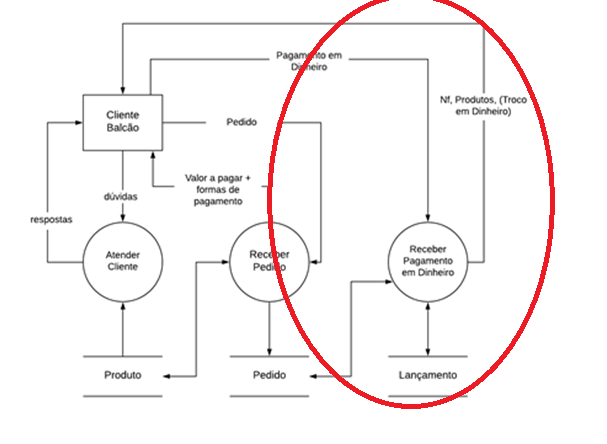 Pagamento em
Dinheiro
Nf, Produtos, (Troco
em Dinheiro)
Cliente
Balcão
Pedido
Valor a pagar +
formas de
pagamento
dúvidas
respostas
Atender
Cliente
Receber
Pedido
Receber
Pagamento
em Dinheiro
Produto
Pedido
Lançamento